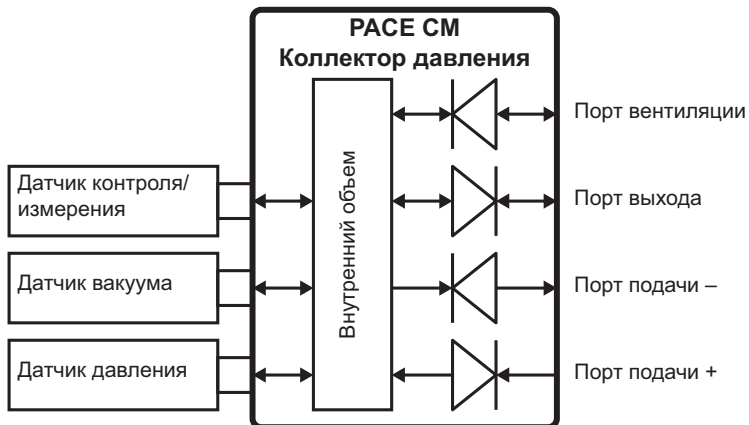 PACE CM
Коллектор давления
Порт вентиляции
Датчик контроля/
измерения
Порт выхода
Внутренний объем
Датчик вакуума
Порт подачи –
Датчик давления
Порт подачи +